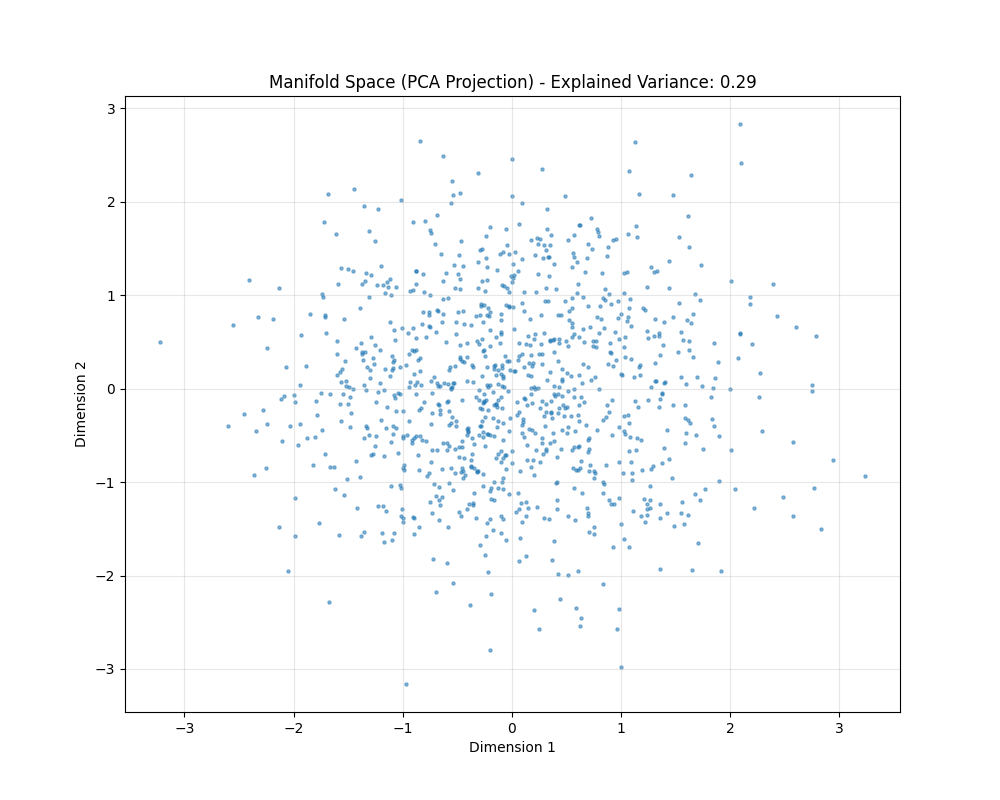 Manifold Space (PCA Projection) - Explained Variance: 0.29
3
2
1
0
−1
−2
−3
Dimension 2
−3 −2 −1 0 1 2 3
Dimension 1